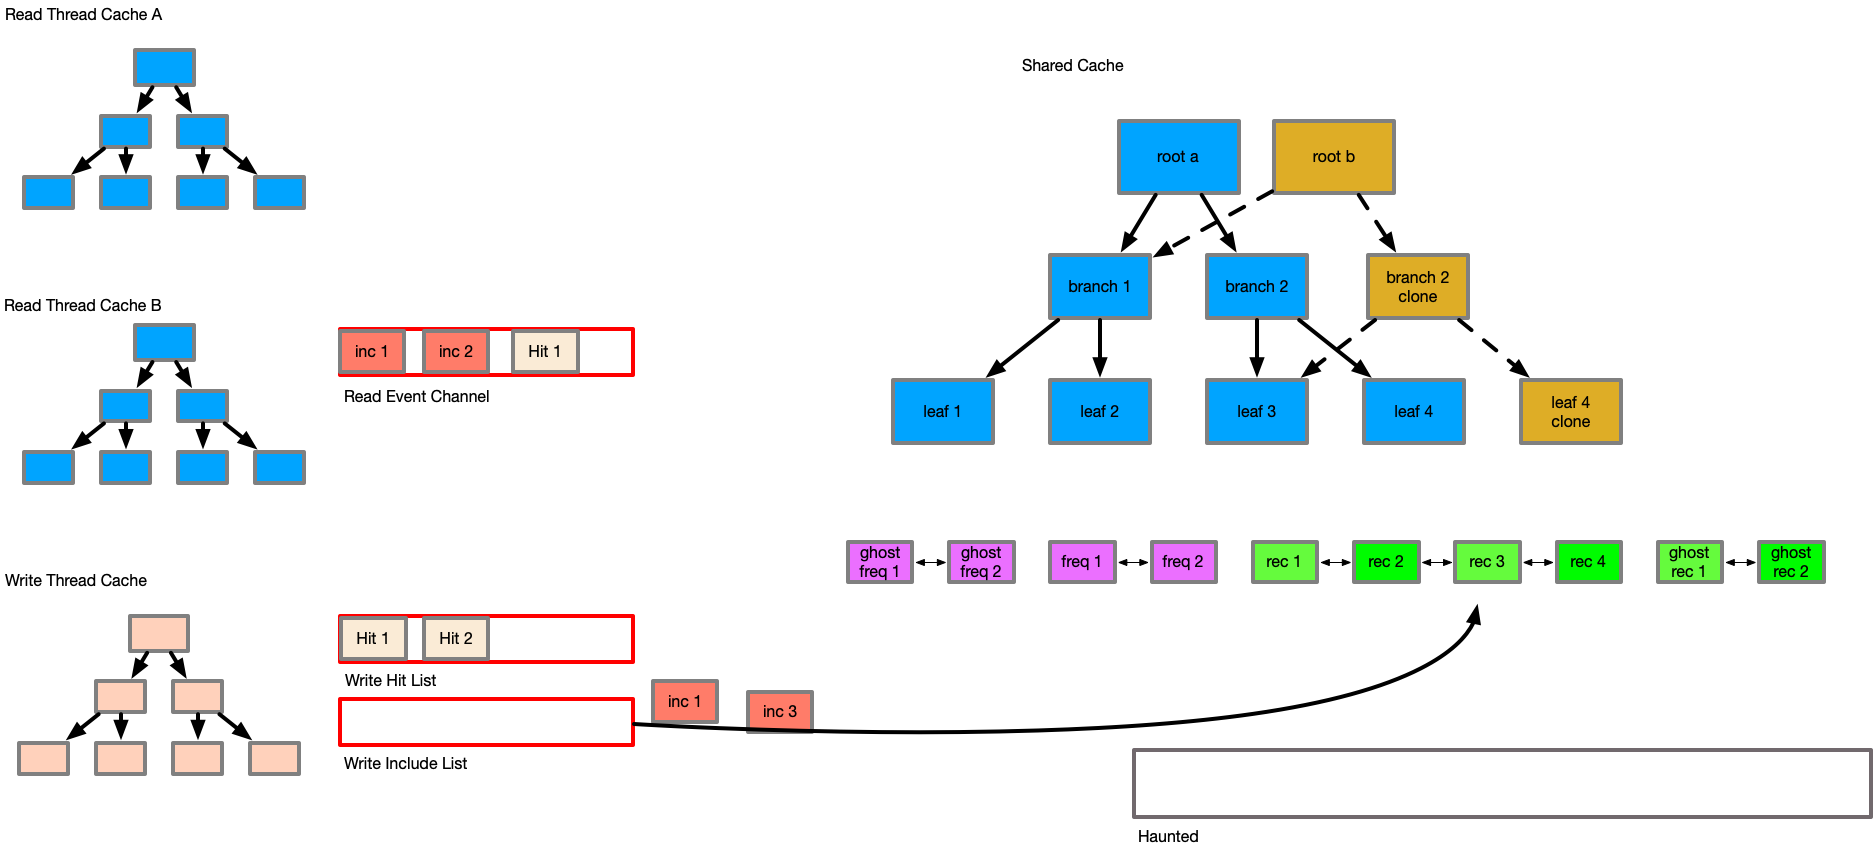 Read Thread Cache A
Shared Cache
root a
root b
branch 1
branch 2
branch 2
clone
Read Thread Cache B
inc 1
inc 2
Hit 1
Read Event Channel
leaf 1
leaf 2
leaf 3
leaf 4
leaf 4
clone
ghost
freq 1
ghost
freq 2
freq 1
freq 2
rec 1
rec 2
rec 3
rec 4
ghost
rec 1
ghost
rec 2
Write Thread Cache
Hit 1
Hit 2
Write Hit List
inc 1
inc 3
Write Include List
Haunted